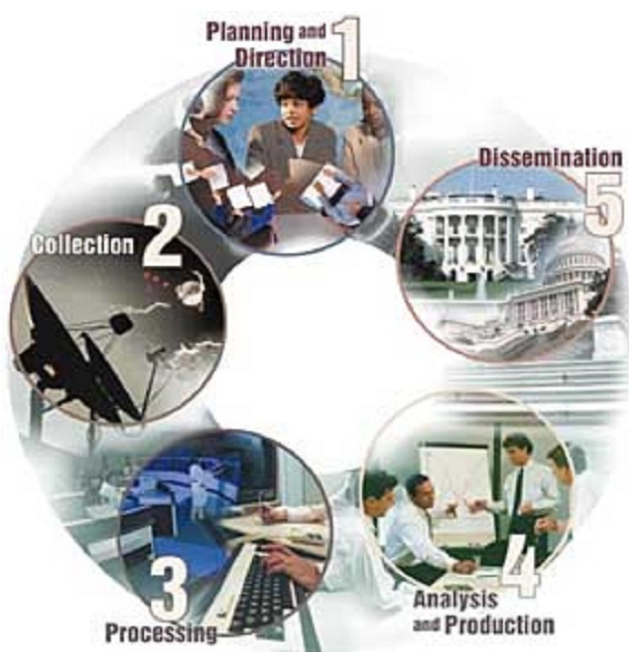 Planning and
Direction
1
Collection
2
3
Processing
4
Analysis
and Production
Dissemination
5